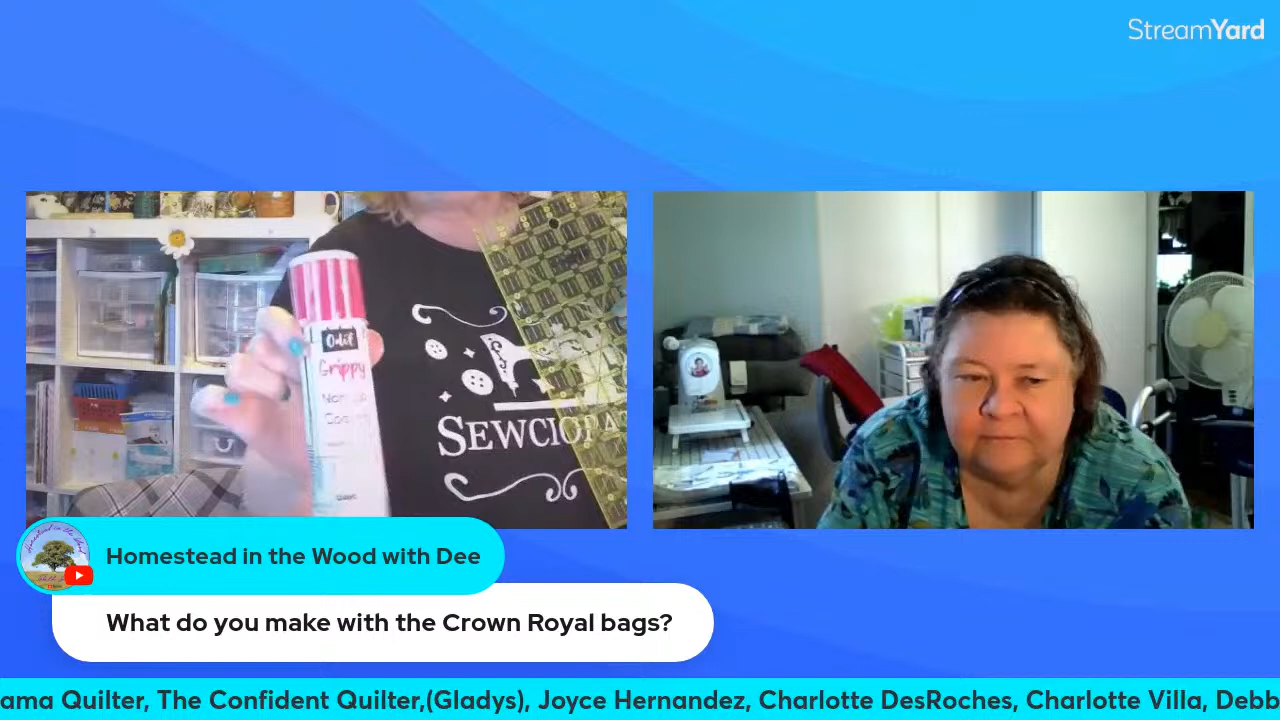 StreamYard
Odif
Grippy
SEWCIOPA
Homestead in the Wood with Dee
What do you make with the Crown Royal bags?
ama Quilter, The Confident Quilter,(Gladys), Joyce Hernandez, Charlotte DesRoches, Charlotte Villa, Debb